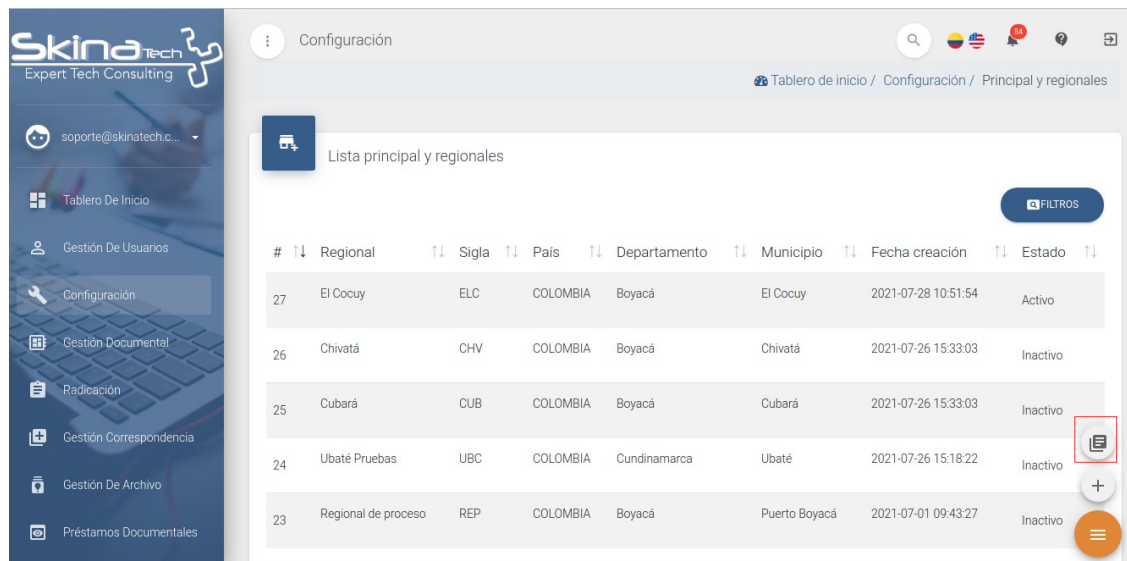 Skina Tech
Expert Tech Consulting
Configuración
84
Tablero de inicio / Configuración / Principal y regionales
soporte@skinatech.c...
Lista principal y regionales
Tablero De Inicio
FILTROS
Gestión De Usuarios
# Regional Sigla País Departamento Municipio Fecha creación Estado
Configuración
27 El Cocuy ELC COLOMBIA Boyacá El Cocuy 2021-07-28 10:51:54 Activo
Gestión Documental
26 Chivatá CHV COLOMBIA Boyacá Chivatá 2021-07-26 15:33:03 Inactivo
Radicación
25 Cubará CUB COLOMBIA Boyacá Cubará 2021-07-26 15:33:03 Inactivo
Gestión Correspondencia
24 Ubaté Pruebas UBC COLOMBIA Cundinamarca Ubaté 2021-07-26 15:18:22 Inactivo
Gestión De Archivo
23 Regional de proceso REP COLOMBIA Boyacá Puerto Boyacá 2021-07-01 09:43:27 Inactivo
Préstamos Documentales